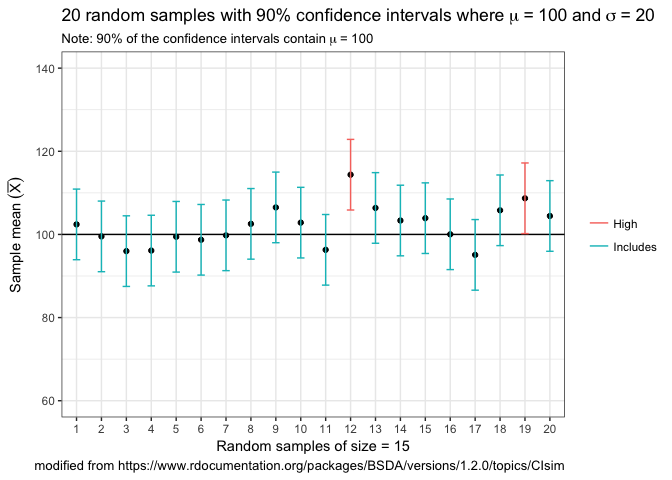 20 random samples with 90% confidence intervals where μ = 100 and σ = 20
Note: 90% of the confidence intervals contain μ = 100
140
120
100
80
60
Sample mean (X̅)
1 2 3 4 5 6 7 8 9 10 11 12 13 14 15 16 17 18 19 20
Random samples of size = 15
modified from https://www.rdocumentation.org/packages/BSDA/versions/1.2.0/topics/CIsim
High
Includes